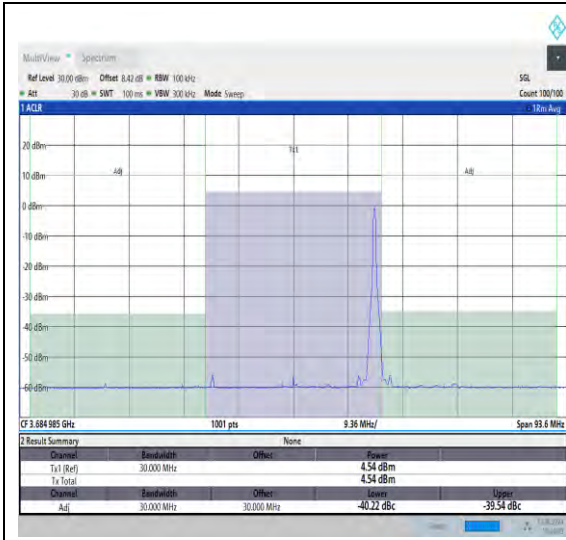 MultiView Spectrum
Ref Level 30.00 dBm Offset 8.42 dB RBW 100 kHz SGL
Att 30 dB SWT 100 ms VBW 300 kHz Mode Sweep Count 100/100
1 ACLR 1Rm Avg
Tx1
20 dBm
Adj Adj
10 dBm
0 dBm
-10 dBm
-20 dBm
-30 dBm
-40 dBm
-50 dBm
-60 dBm
CF 3.684 985 GHz 1001 pts 9.36 MHz/ Span 93.6 MHz
2 Result Summary None
Channel Bandwidth Offset Power
Tx1 (Ref) 30.000 MHz 4.54 dBm
Tx Total 4.54 dBm
Channel Bandwidth Offset Lower Upper
Adj 30.000 MHz 30.000 MHz -40.22 dBc -39.54 dBc